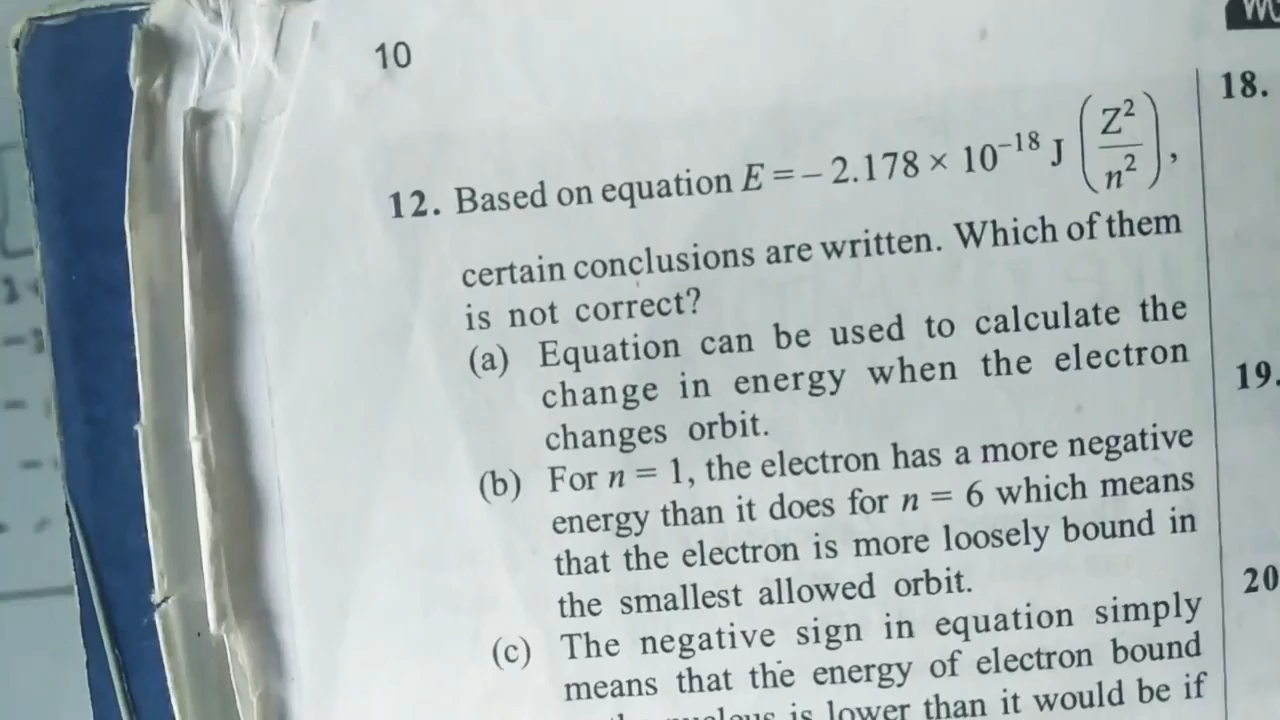 10
12. Based on equation E = – 2.178 × 10⁻¹⁸ J (Z²/n²),
certain conclusions are written. Which of them
is not correct?
(a) Equation can be used to calculate the
change in energy when the electron
changes orbit.
(b) For n = 1, the electron has a more negative
energy than it does for n = 6 which means
that the electron is more loosely bound in
the smallest allowed orbit.
(c) The negative sign in equation simply
means that the energy of electron bound
is lower than it would be if
18.
19.
20